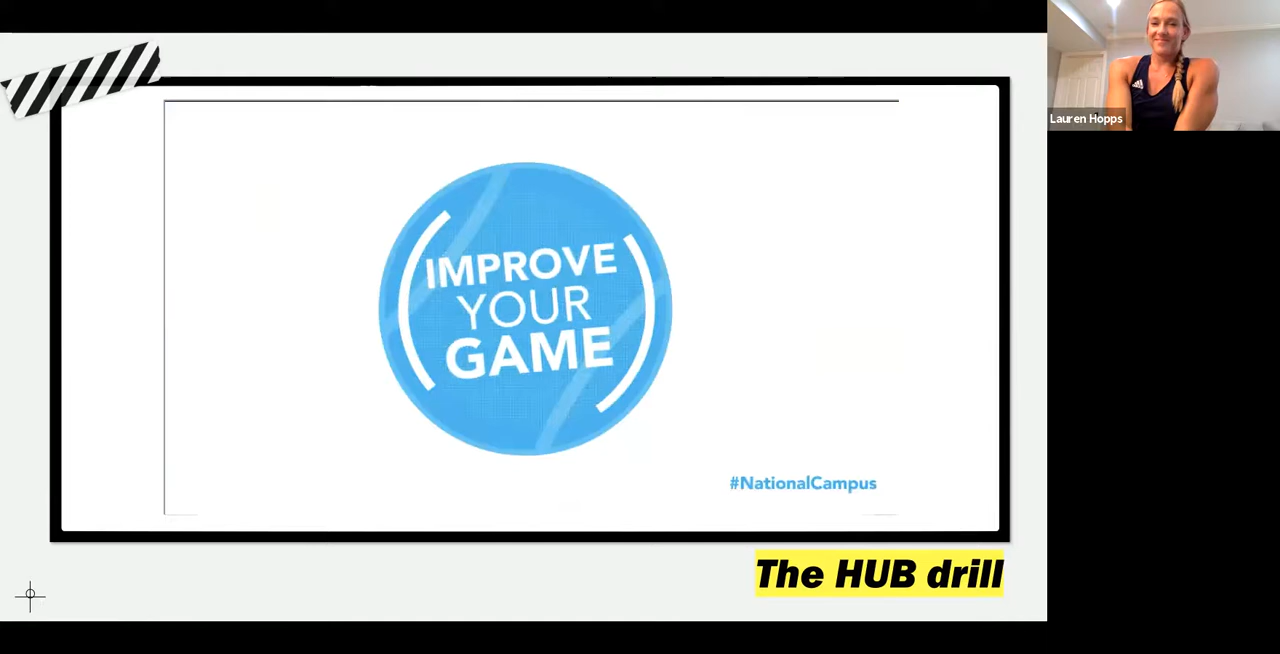 Lauren Hopps
IMPROVE
YOUR
GAME
#NationalCampus
The HUB drill